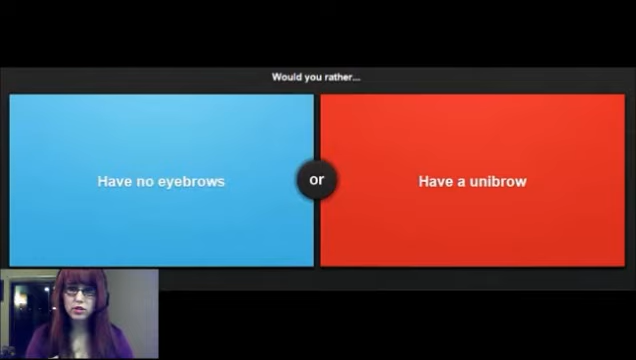 Would you rather...
Have no eyebrows
or
Have a unibrow